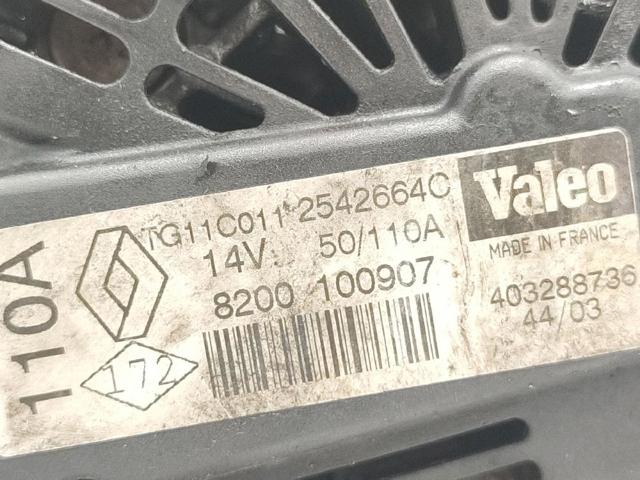 110A
TG11C011 2542664C
14V 50/110A
8200 100907
172
Valeo
MADE IN FRANCE
403288736
44/03